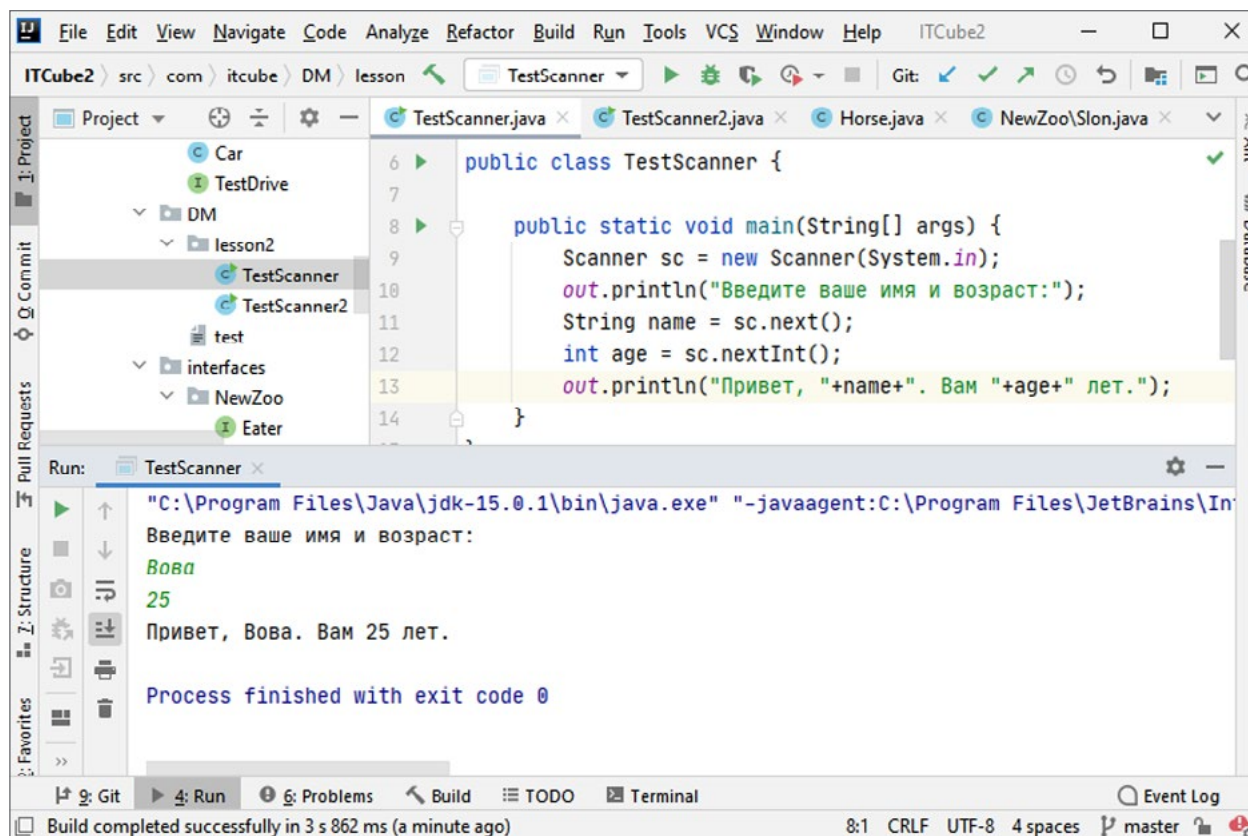 File Edit View Navigate Code Analyze Refactor Build Run Tools VCS Window Help ITCube2
ITCube2 src com itcube DM lesson TestScanner Git:
1: Project
Project
TestScanner.java TestScanner2.java Horse.java NewZoo\Slon.java
Car
TestDrive
DM
lesson2
TestScanner
TestScanner2
test
interfaces
NewZoo
Eater
Commit
Pull Requests
6 public class TestScanner {
7
8 public static void main(String[] args) {
9 Scanner sc = new Scanner(System.in);
10 out.println("Введите ваше имя и возраст:");
11 String name = sc.next();
12 int age = sc.nextInt();
13 out.println("Привет, "+name+". Вам "+age+" лет.");
14 }
Database
Run: TestScanner
"C:\Program Files\Java\jdk-15.0.1\bin\java.exe" "-javaagent:C:\Program Files\JetBrains\In
Введите ваше имя и возраст:
Вова
25
Привет, Вова. Вам 25 лет.
Process finished with exit code 0
Z: Structure
Favorites
9: Git 4: Run 6: Problems Build TODO Terminal Event Log
Build completed successfully in 3 s 862 ms (a minute ago) 8:1 CRLF UTF-8 4 spaces master